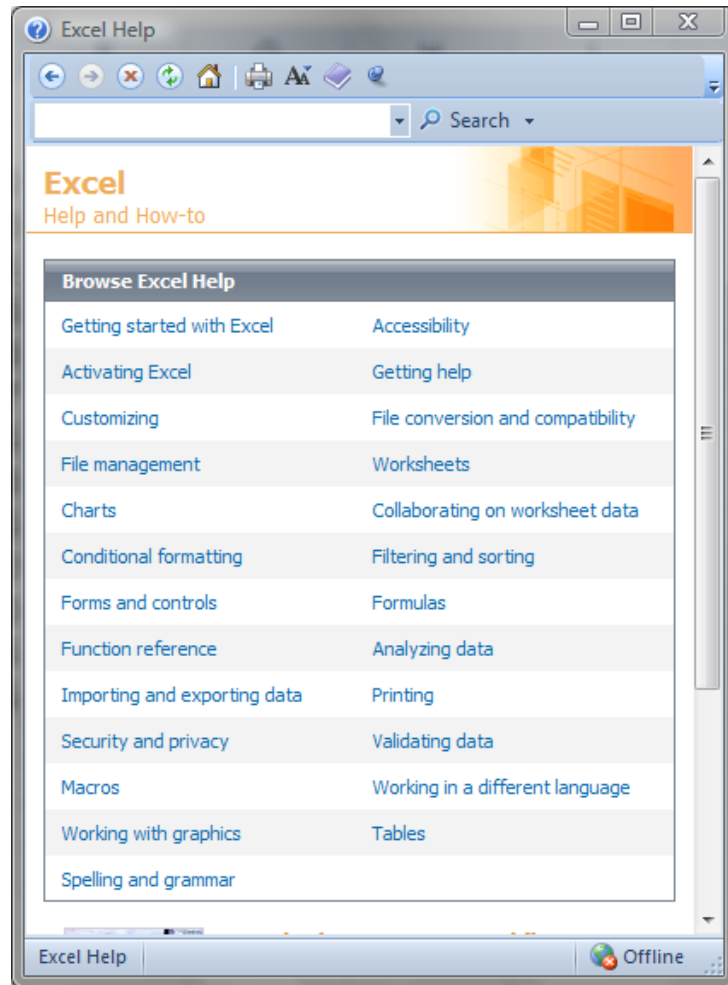 Excel Help
Search
Excel
Help and How-to
Browse Excel Help
Getting started with Excel Accessibility
Activating Excel Getting help
Customizing File conversion and compatibility
File management Worksheets
Charts Collaborating on worksheet data
Conditional formatting Filtering and sorting
Forms and controls Formulas
Function reference Analyzing data
Importing and exporting data Printing
Security and privacy Validating data
Macros Working in a different language
Working with graphics Tables
Spelling and grammar
Excel Help Offline